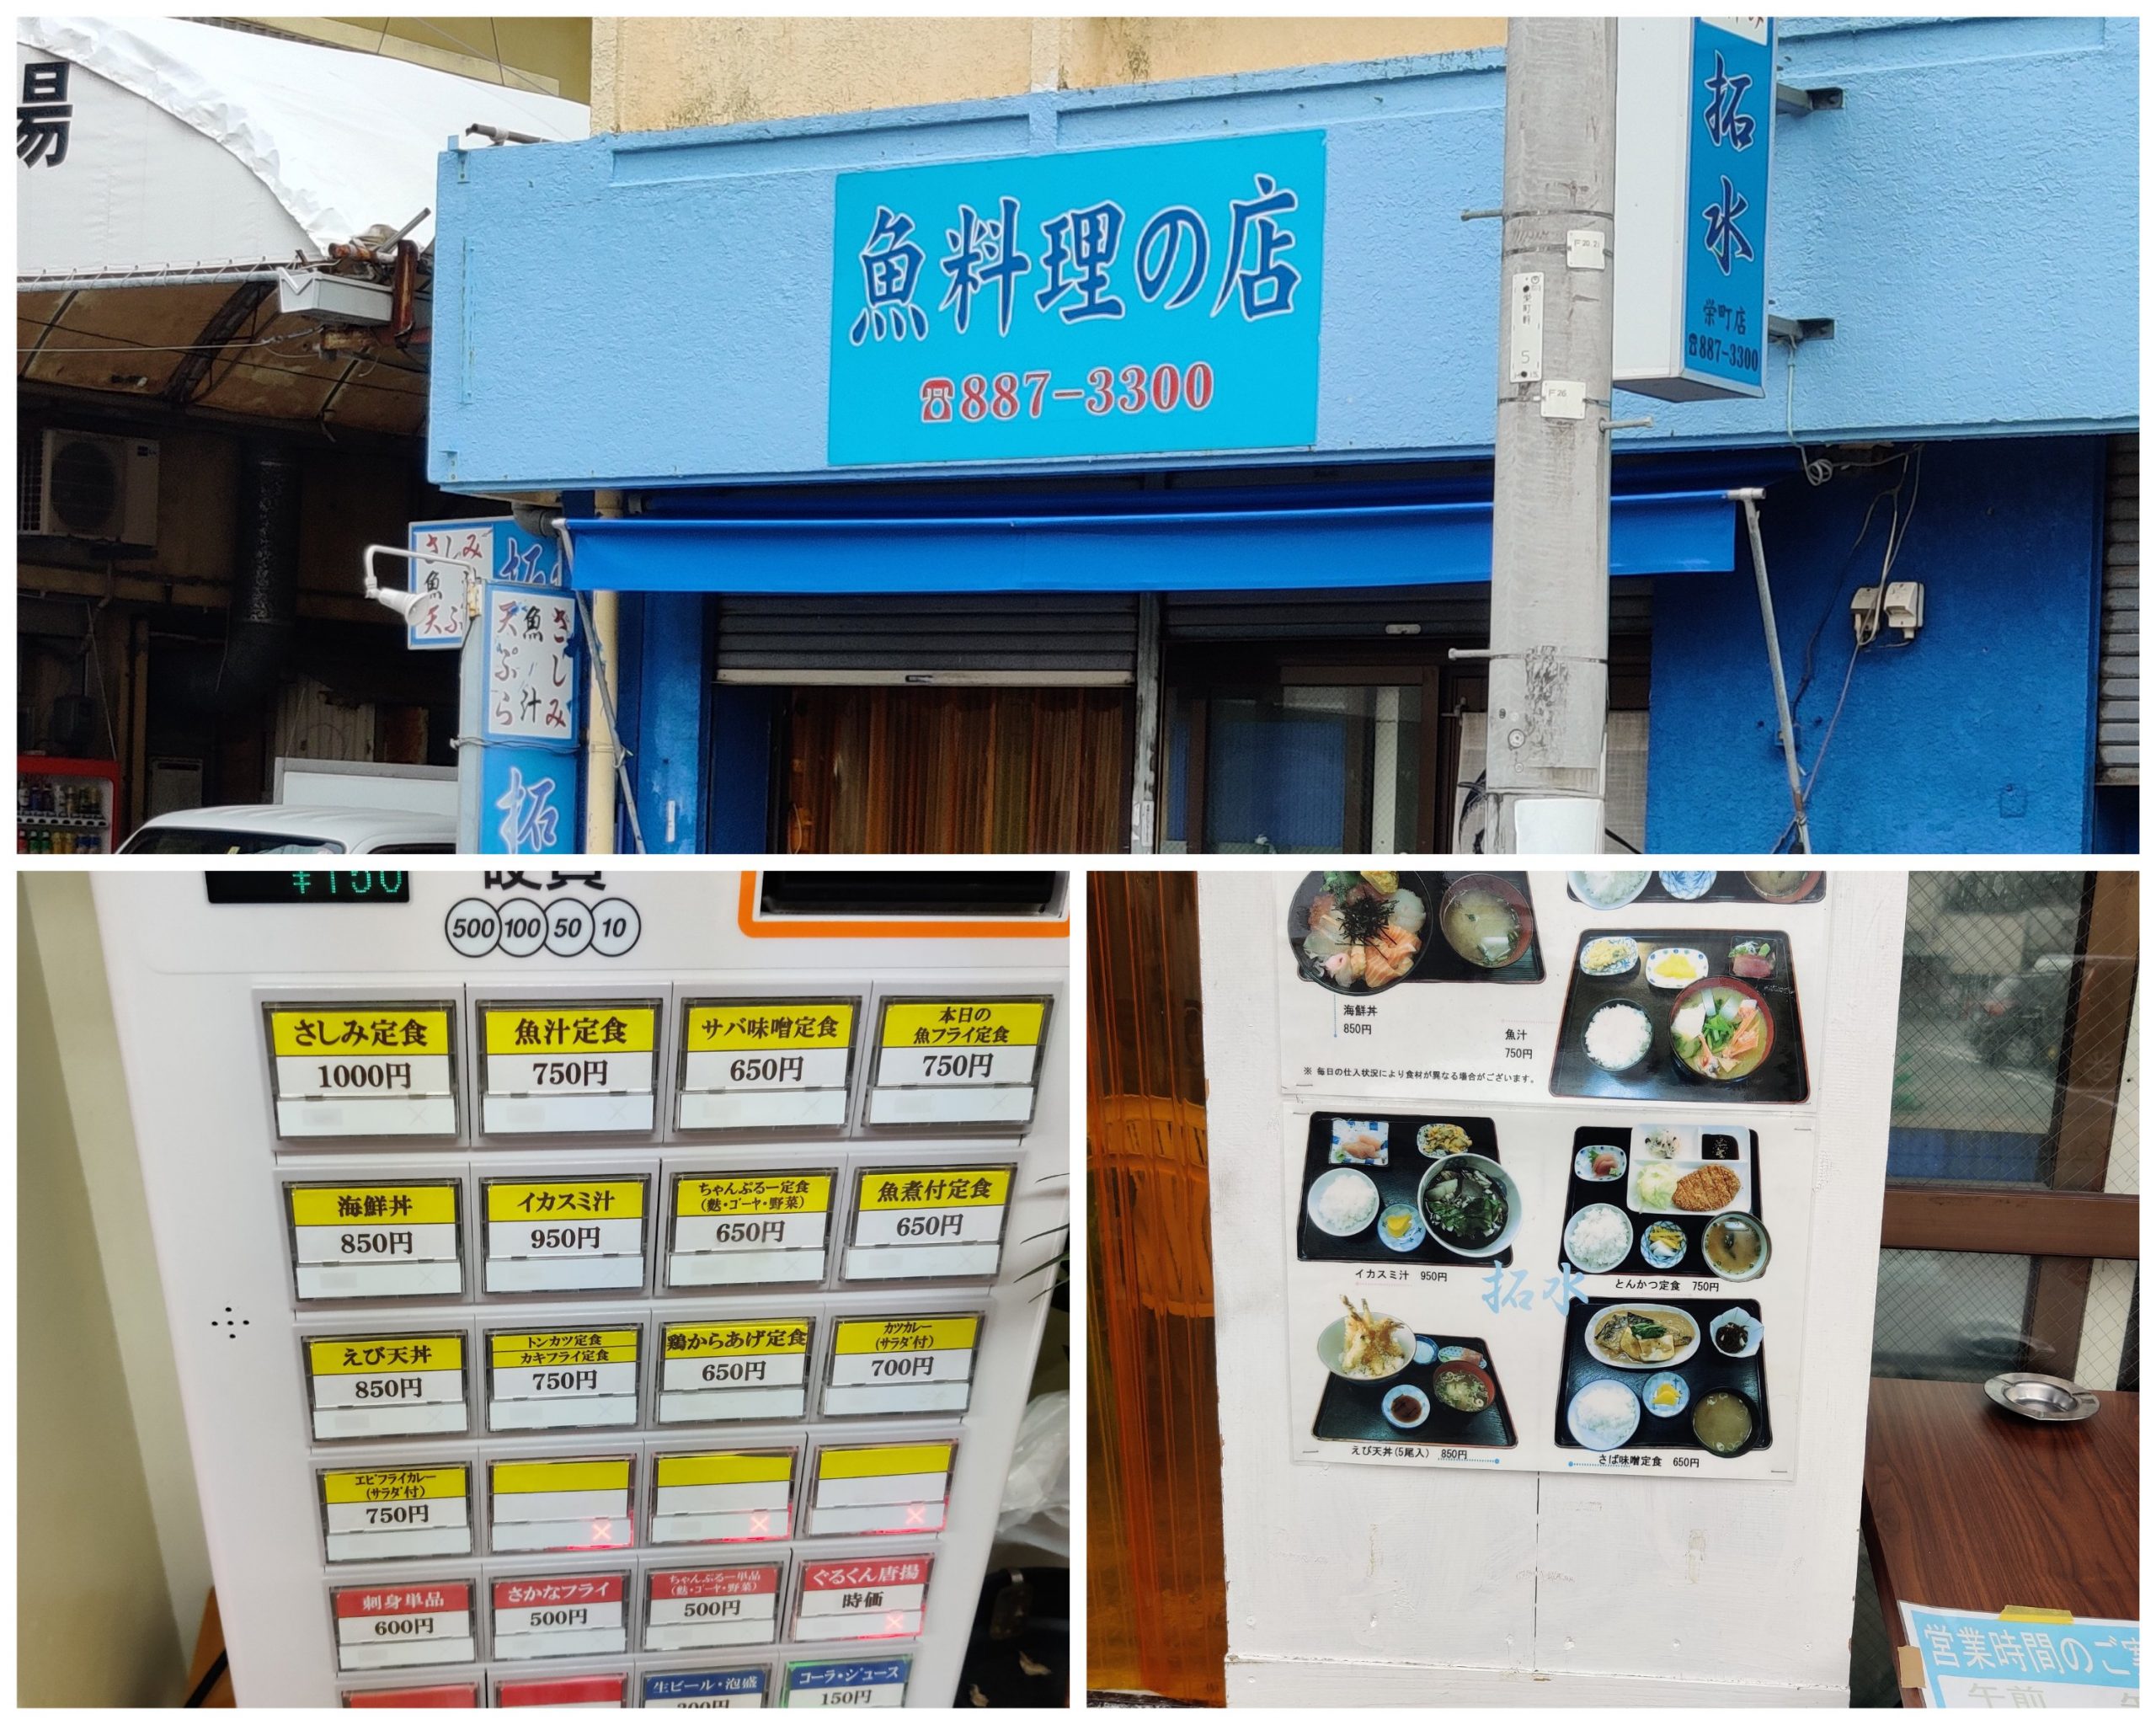 場
魚料理の店
☎887-3300
拓水
栄町店
☎887-3300
さしみ
魚汁
天ぷ
拓
さしみ
魚汁
天ぷら
拓
栄町幹
5
¥150
硬貨
500 100 50 10
さしみ定食
1000円
魚汁定食
750円
サバ味噌定食
650円
本日の
魚フライ定食
750円
海鮮丼
850円
イカスミ汁
950円
ちゃんぷるー定食
(麩・ゴーヤ・野菜)
650円
魚煮付定食
650円
えび天丼
850円
トンカツ定食
カキフライ定食
750円
鶏からあげ定食
650円
カツカレー
(サラダ付)
700円
エビフライカレー
(サラダ付)
750円
刺身単品
600円
さかなフライ
500円
ちゃんぷるー単品
(麩・ゴーヤ・野菜)
500円
ぐるくん唐揚
時価
生ビール・泡盛
300円
コーラ・ジュース
150円
海鮮丼
850円
魚汁
750円
※ 毎日の仕入状況により食材が異なる場合がございます。
イカスミ汁 950円
拓水
とんかつ定食 750円
えび天丼(5尾入) 850円
さば味噌定食 650円
営業時間のご案
午前